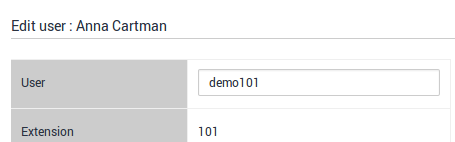 Edit user : Anna Cartman
User demo101
Extension 101